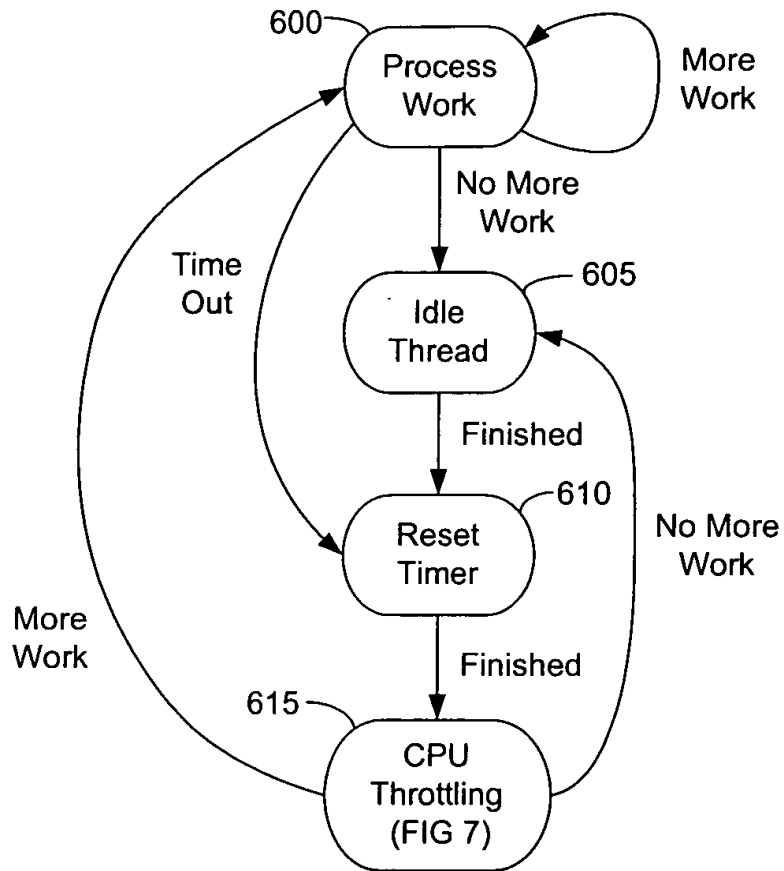 600
Process
Work
More
Work
No More
Work
Time
Out
605
Idle
Thread
Finished
610
Reset
Timer
No More
Work
More
Work
Finished
615
CPU
Throttling
(FIG 7)